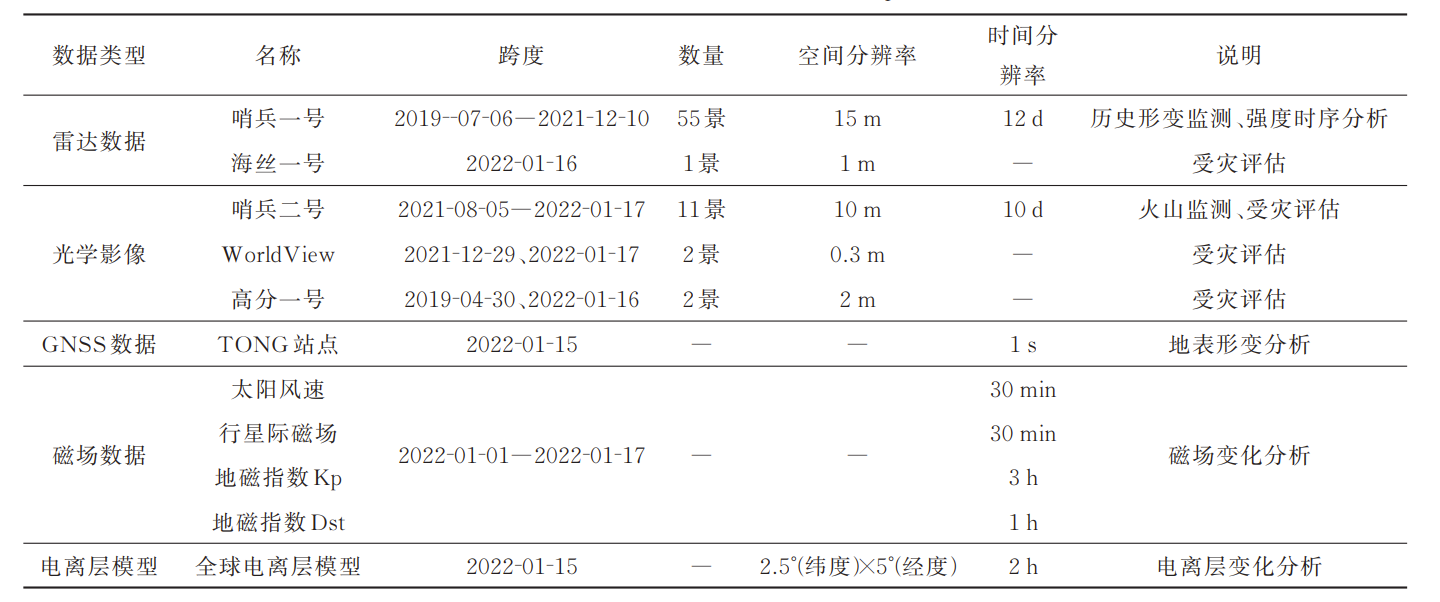 数据类型 名称 跨度 数量 空间分辨率 时间分辨率 说明
雷达数据 哨兵一号 2019--07-06—2021-12-10 55景 15 m 12 d 历史形变监测、强度时序分析
海丝一号 2022-01-16 1景 1 m — 受灾评估
光学影像 哨兵二号 2021-08-05—2022-01-17 11景 10 m 10 d 火山监测、受灾评估
WorldView 2021-12-29、2022-01-17 2景 0.3 m — 受灾评估
高分一号 2019-04-30、2022-01-16 2景 2 m — 受灾评估
GNSS数据 TONG站点 2022-01-15 — — 1 s 地表形变分析
磁场数据 太阳风速 2022-01-01—2022-01-17 — — 30 min 磁场变化分析
行星际磁场 30 min
地磁指数Kp 3 h
地磁指数Dst 1 h
电离层模型 全球电离层模型 2022-01-15 — 2.5°(纬度)×5°(经度) 2 h 电离层变化分析